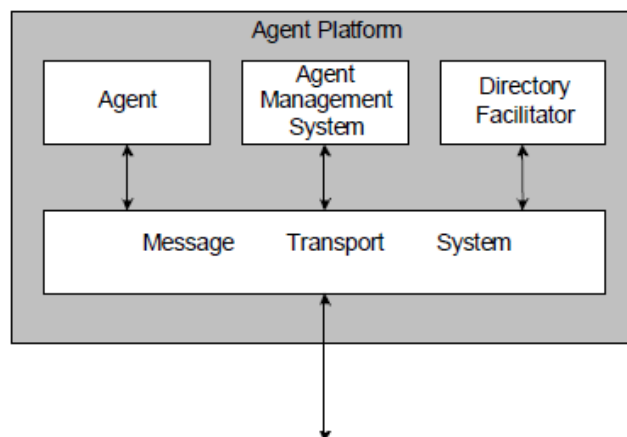 Agent Platform
Agent
Agent
Management
System
Directory
Facilitator
Message Transport System